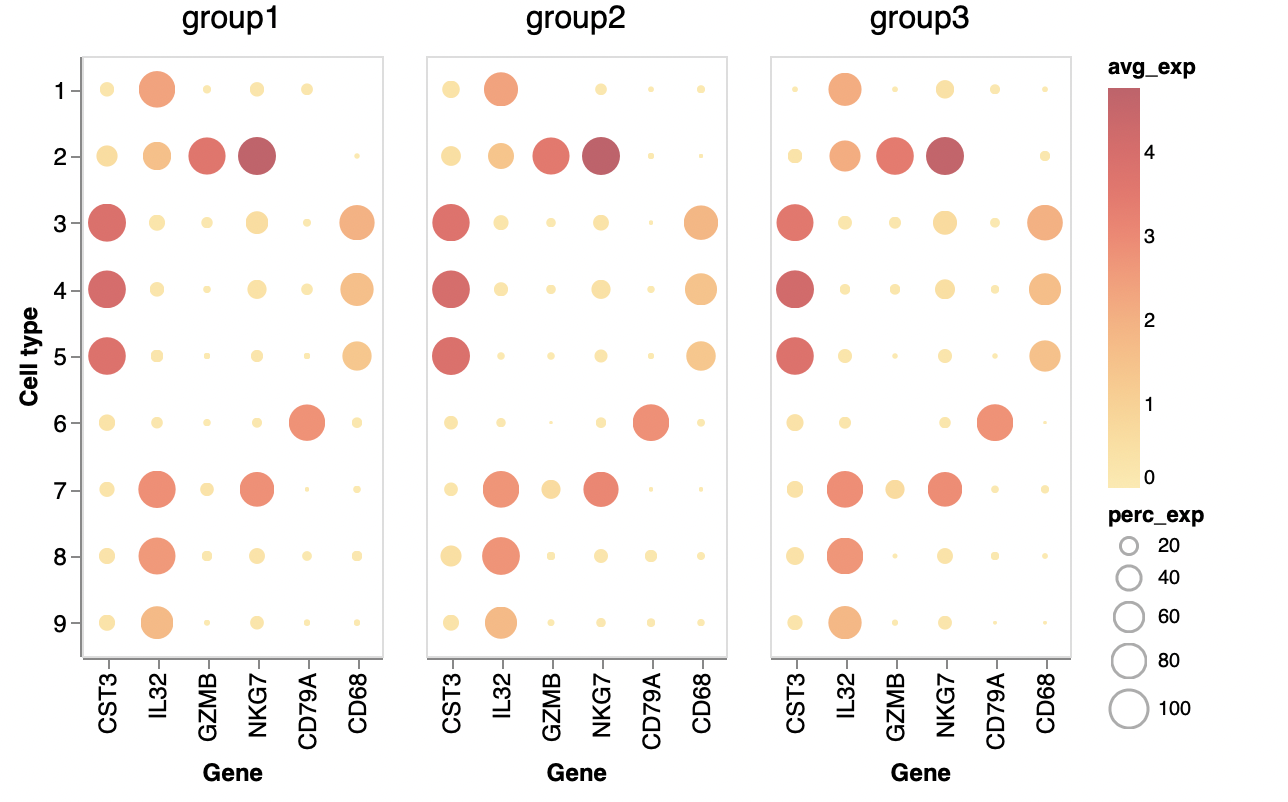 group1
group2
group3
Cell type
1
2
3
4
5
6
7
8
9
CST3
IL32
GZMB
NKG7
CD79A
CD68
Gene
CST3
IL32
GZMB
NKG7
CD79A
CD68
Gene
CST3
IL32
GZMB
NKG7
CD79A
CD68
Gene
avg_exp
4
3
2
1
0
perc_exp
20
40
60
80
100